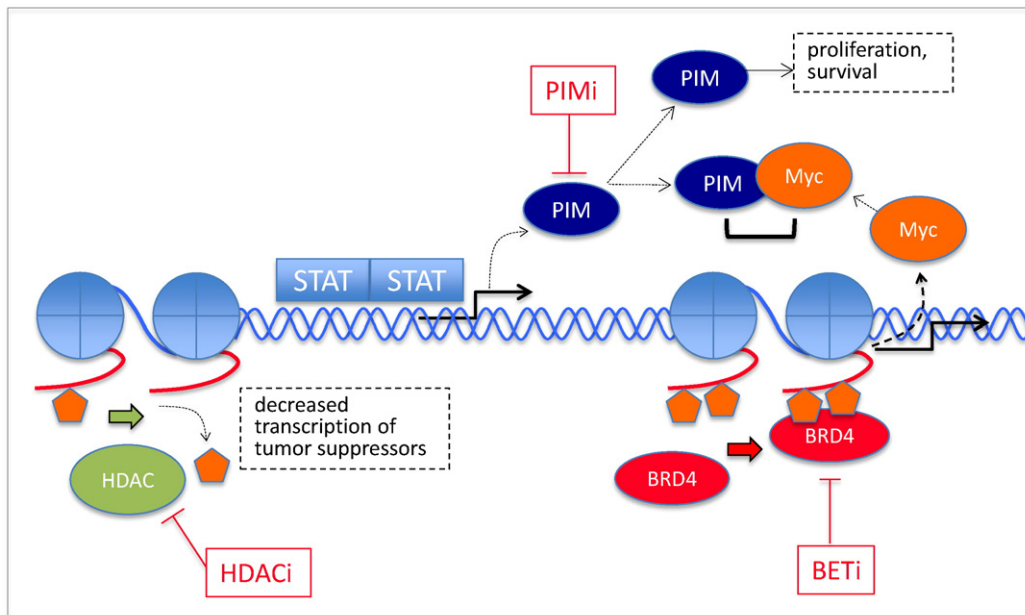 proliferation,
survival
PIM
PIMi
PIM
Myc
PIM
Myc
STAT
STAT
decreased
transcription of
tumor suppressors
BRD4
HDAC
BRD4
HDACi
BETi